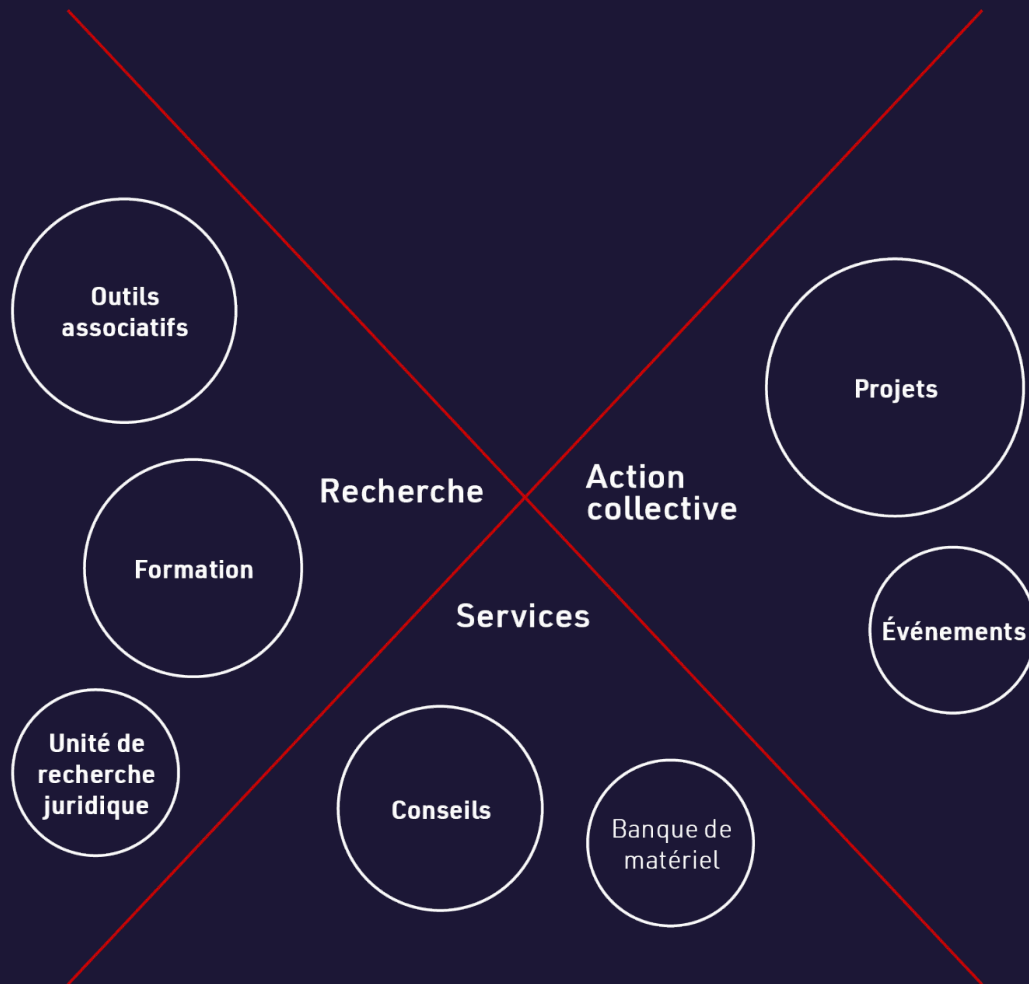 Outils
associatifs
Formation
Unité de
recherche
juridique
Recherche
Services
Conseils
Banque de
matériel
Action
collective
Projets
Événements